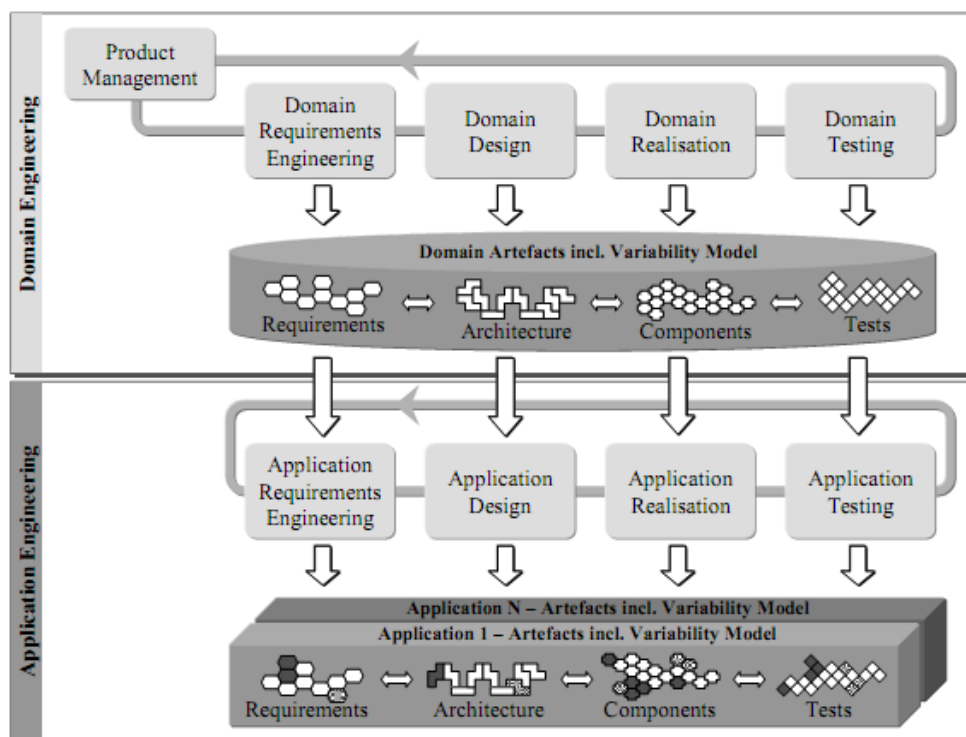 Domain Engineering
Product
Management
Domain
Requirements
Engineering
Domain
Design
Domain
Realisation
Domain
Testing
Domain Artefacts incl. Variability Model
Requirements
Architecture
Components
Tests
Application Engineering
Application
Requirements
Engineering
Application
Design
Application
Realisation
Application
Testing
Application N – Artefacts incl. Variability Model
Application 1 – Artefacts incl. Variability Model
Requirements
Architecture
Components
Tests